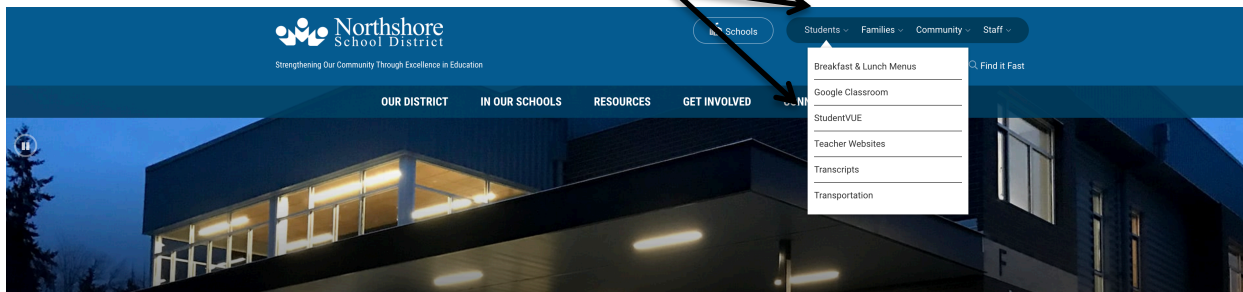 Northshore
School District
Strengthening Our Community Through Excellence in Education
Schools
Students Families Community Staff
Find it Fast
OUR DISTRICT IN OUR SCHOOLS RESOURCES GET INVOLVED
Breakfast & Lunch Menus
Google Classroom
StudentVUE
Teacher Websites
Transcripts
Transportation
F